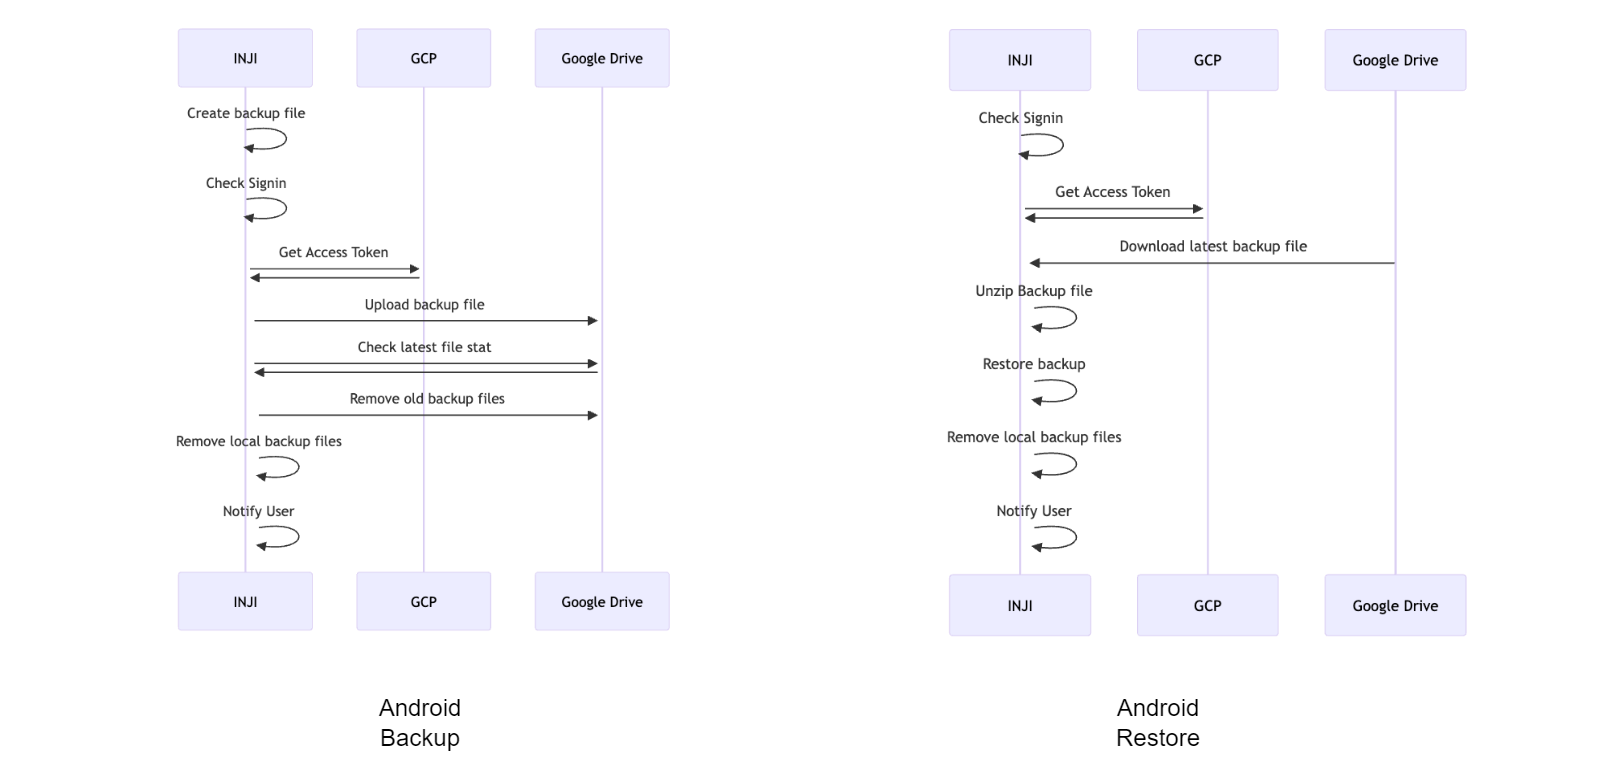 INJI
GCP
Google Drive
Create backup file
Check Signin
Get Access Token
Upload backup file
Check latest file stat
Remove old backup files
Remove local backup files
Notify User
INJI
GCP
Google Drive
Android
Backup
INJI
GCP
Google Drive
Check Signin
Get Access Token
Download latest backup file
Unzip Backup file
Restore backup
Remove local backup files
Notify User
INJI
GCP
Google Drive
Android
Restore